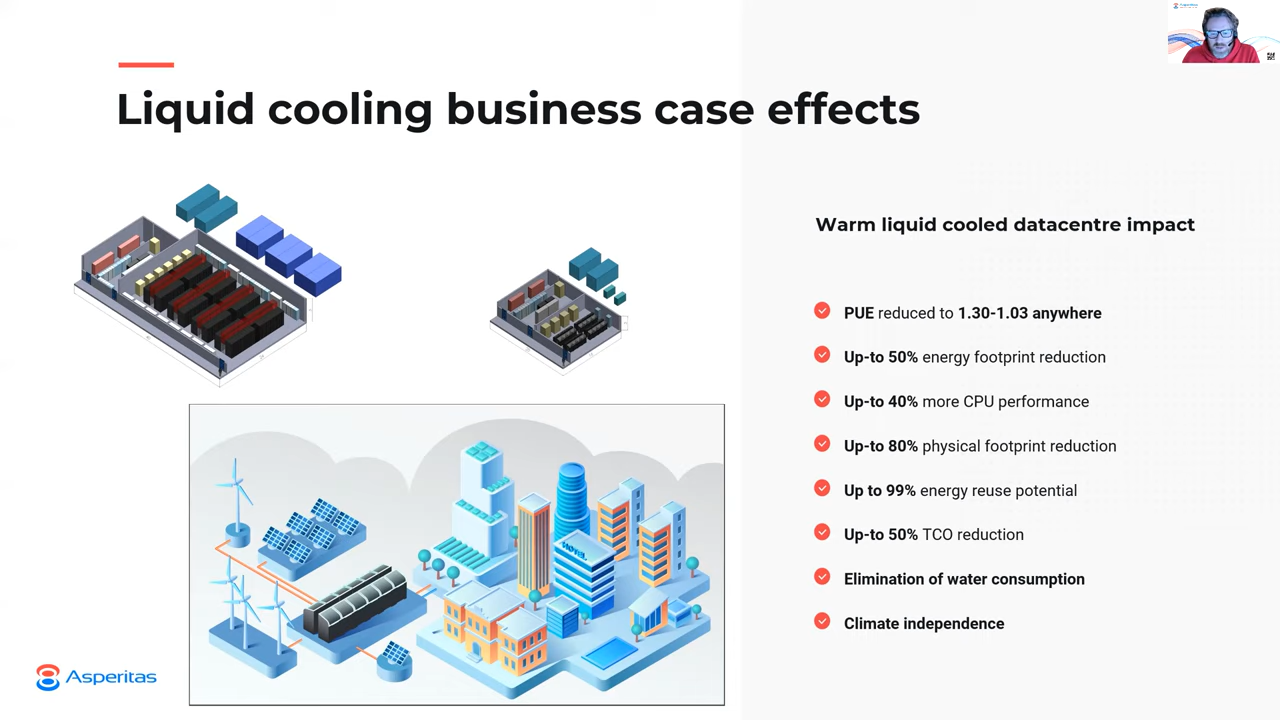 Asperitas
Liquid cooling business case effects
Warm liquid cooled datacentre impact
PUE reduced to 1.30-1.03 anywhere
Up-to 50% energy footprint reduction
Up-to 40% more CPU performance
Up-to 80% physical footprint reduction
Up to 99% energy reuse potential
Up-to 50% TCO reduction
Elimination of water consumption
Climate independence
HOTEL
Asperitas